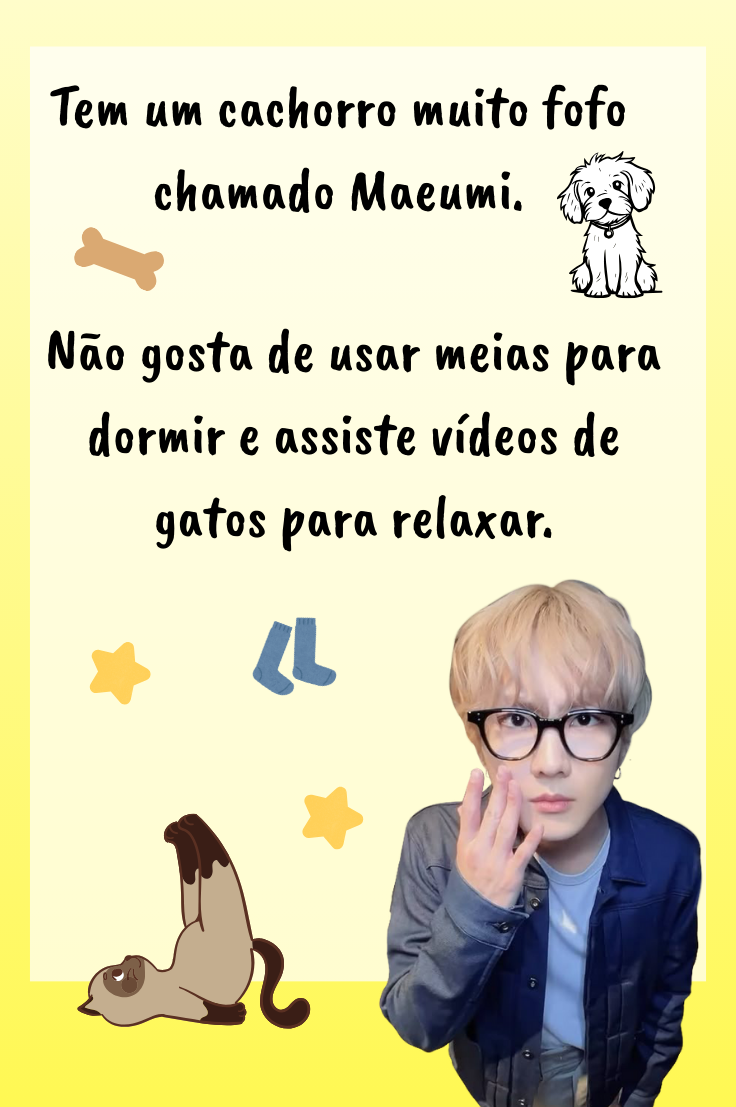 Tem um cachorro muito fofo
chamado Maeumi.
Não gosta de usar meias para
dormir e assiste vídeos de
gatos para relaxar.